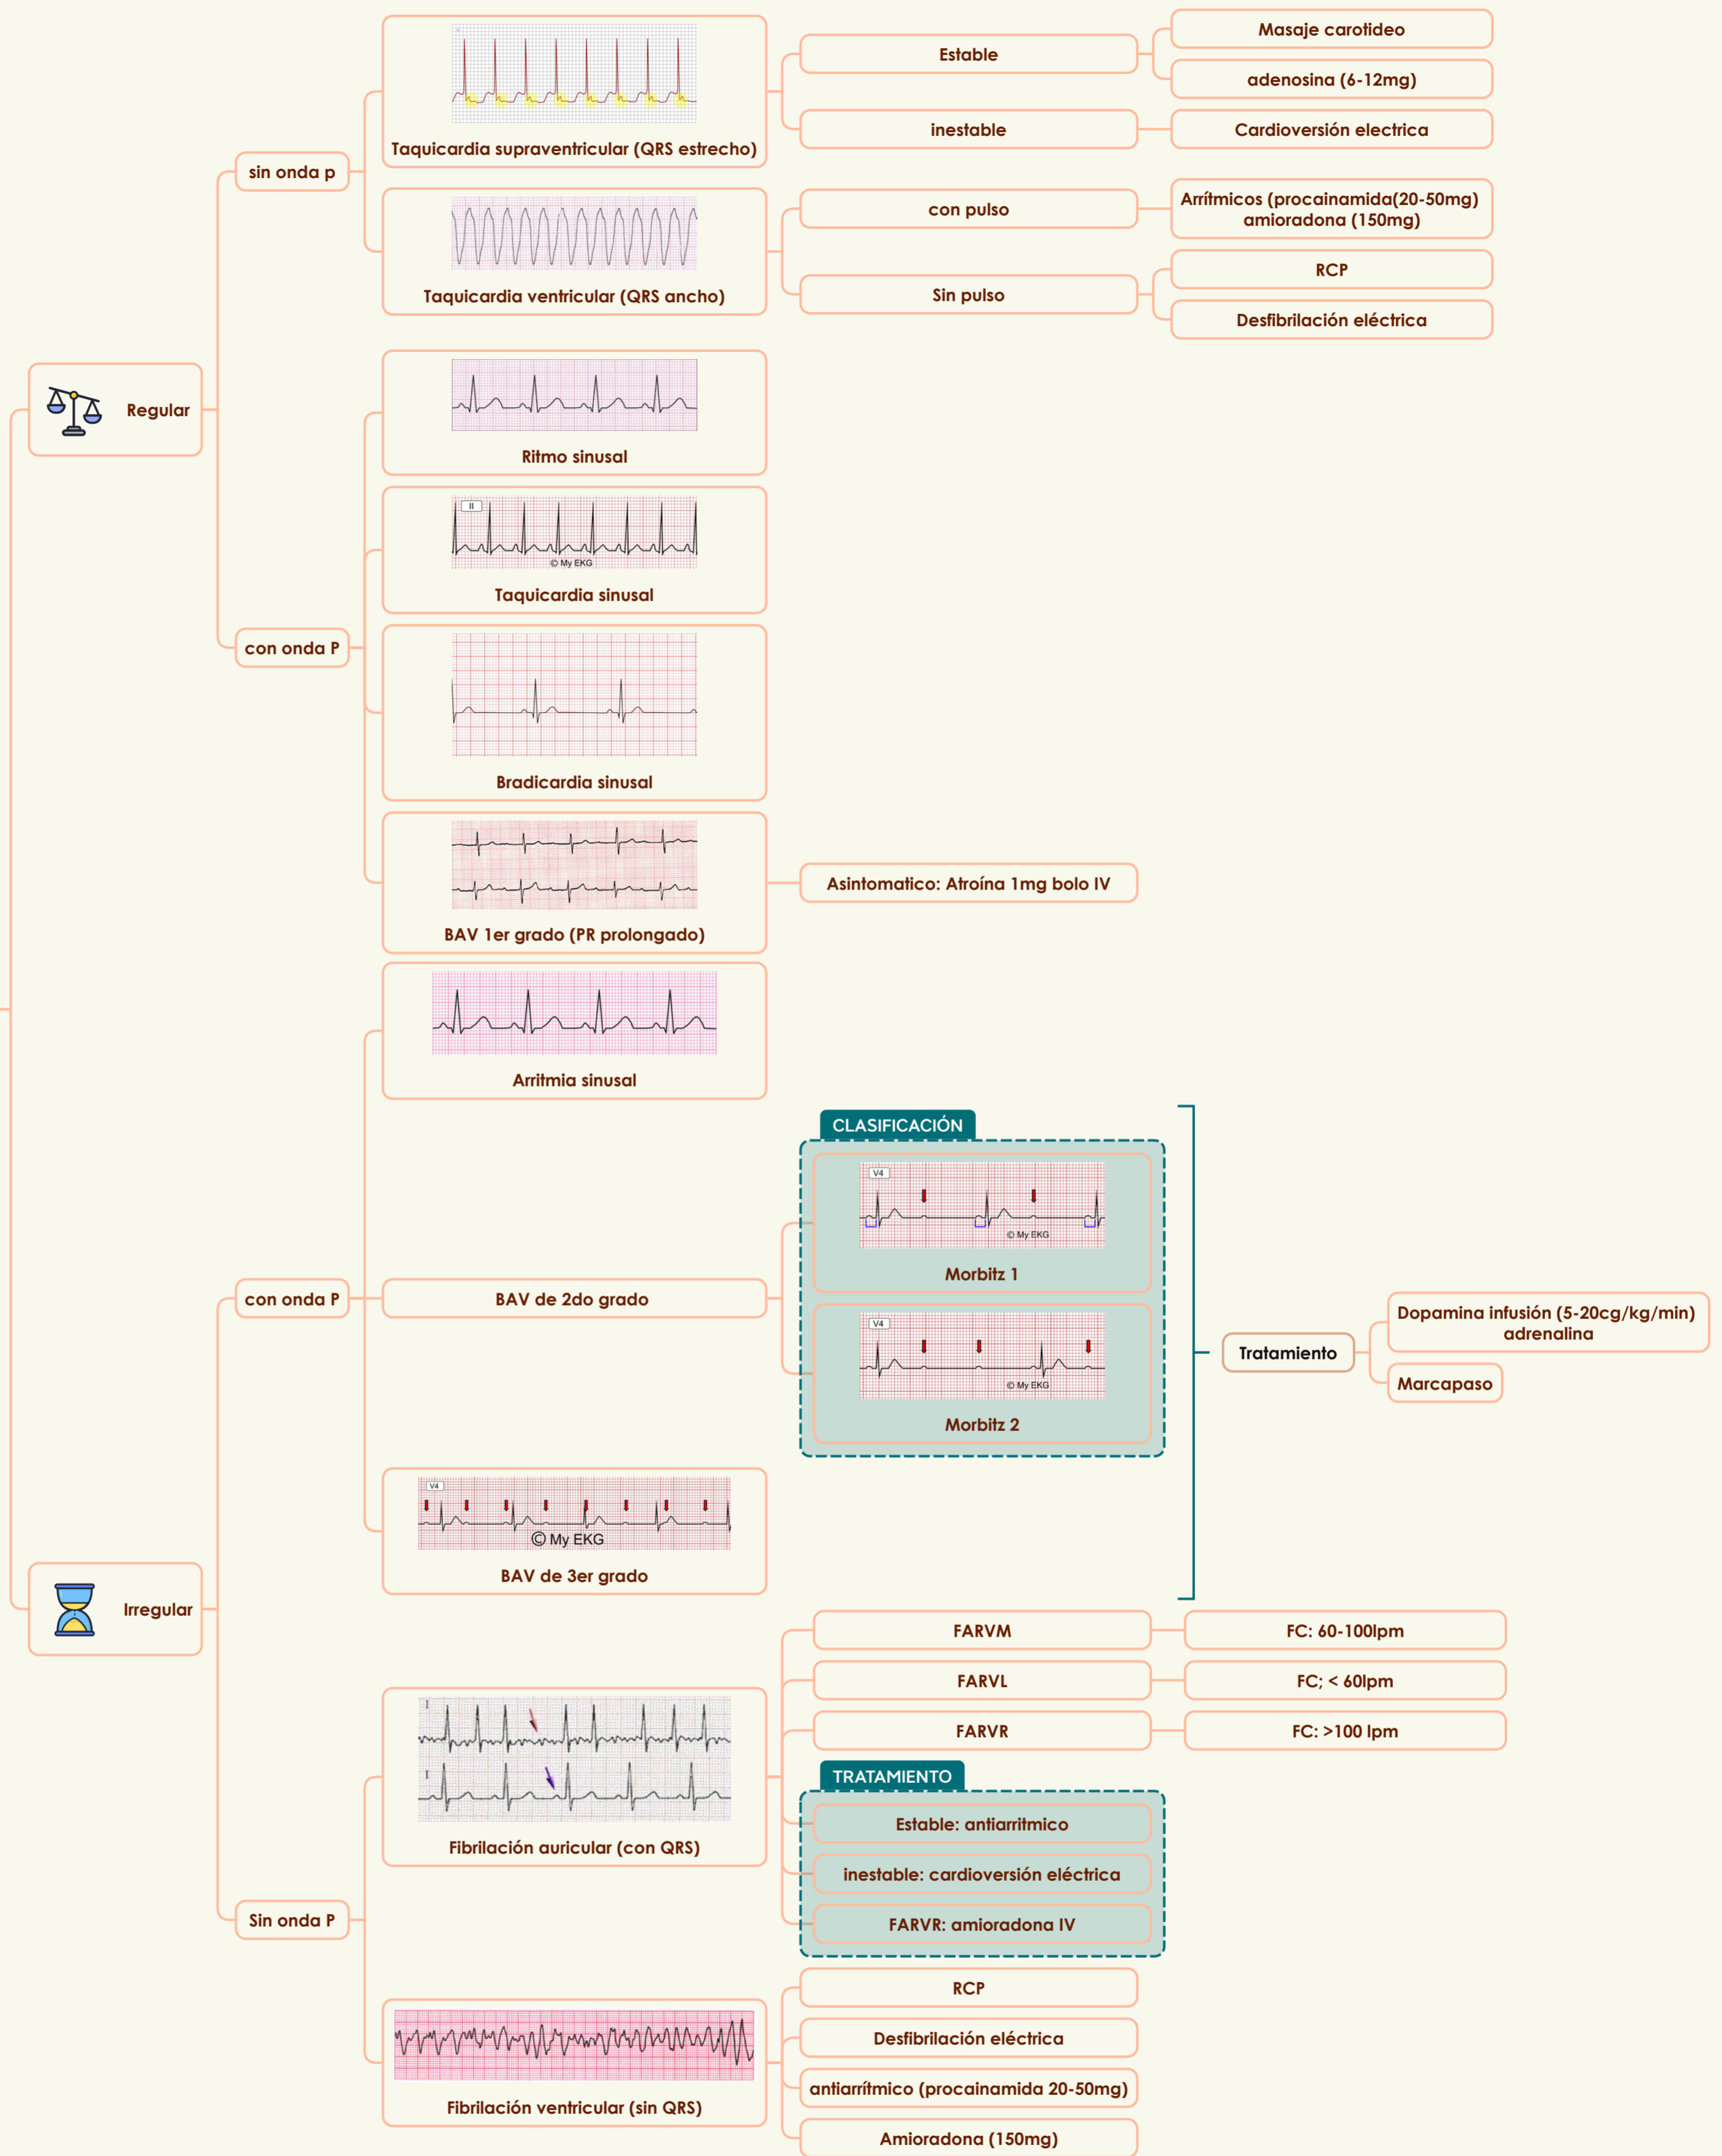 Regular
sin onda p
Taquicardia supraventricular (QRS estrecho)
Estable
Masaje carotideo
adenosina (6-12mg)
inestable
Cardioversión electrica
Taquicardia ventricular (QRS ancho)
con pulso
Arrítmicos (procainamida(20-50mg)
amioradona (150mg)
Sin pulso
RCP
Desfibrilación eléctrica
con onda P
Ritmo sinusal
II
© My EKG
Taquicardia sinusal
Bradicardia sinusal
BAV 1er grado (PR prolongado)
Asintomatico: Atroína 1mg bolo IV
Irregular
con onda P
Arritmia sinusal
BAV de 2do grado
CLASIFICACIÓN
V4
© My EKG
Morbitz 1
V4
© My EKG
Morbitz 2
V4
© My EKG
BAV de 3er grado
Tratamiento
Dopamina infusión (5-20cg/kg/min)
adrenalina
Marcapaso
Sin onda P
I
I
Fibrilación auricular (con QRS)
FARVM
FC: 60-100lpm
FARVL
FC; < 60lpm
FARVR
FC: >100 lpm
TRATAMIENTO
Estable: antiarritmico
inestable: cardioversión eléctrica
FARVR: amioradona IV
Fibrilación ventricular (sin QRS)
RCP
Desfibrilación eléctrica
antiarrítmico (procainamida 20-50mg)
Amioradona (150mg)